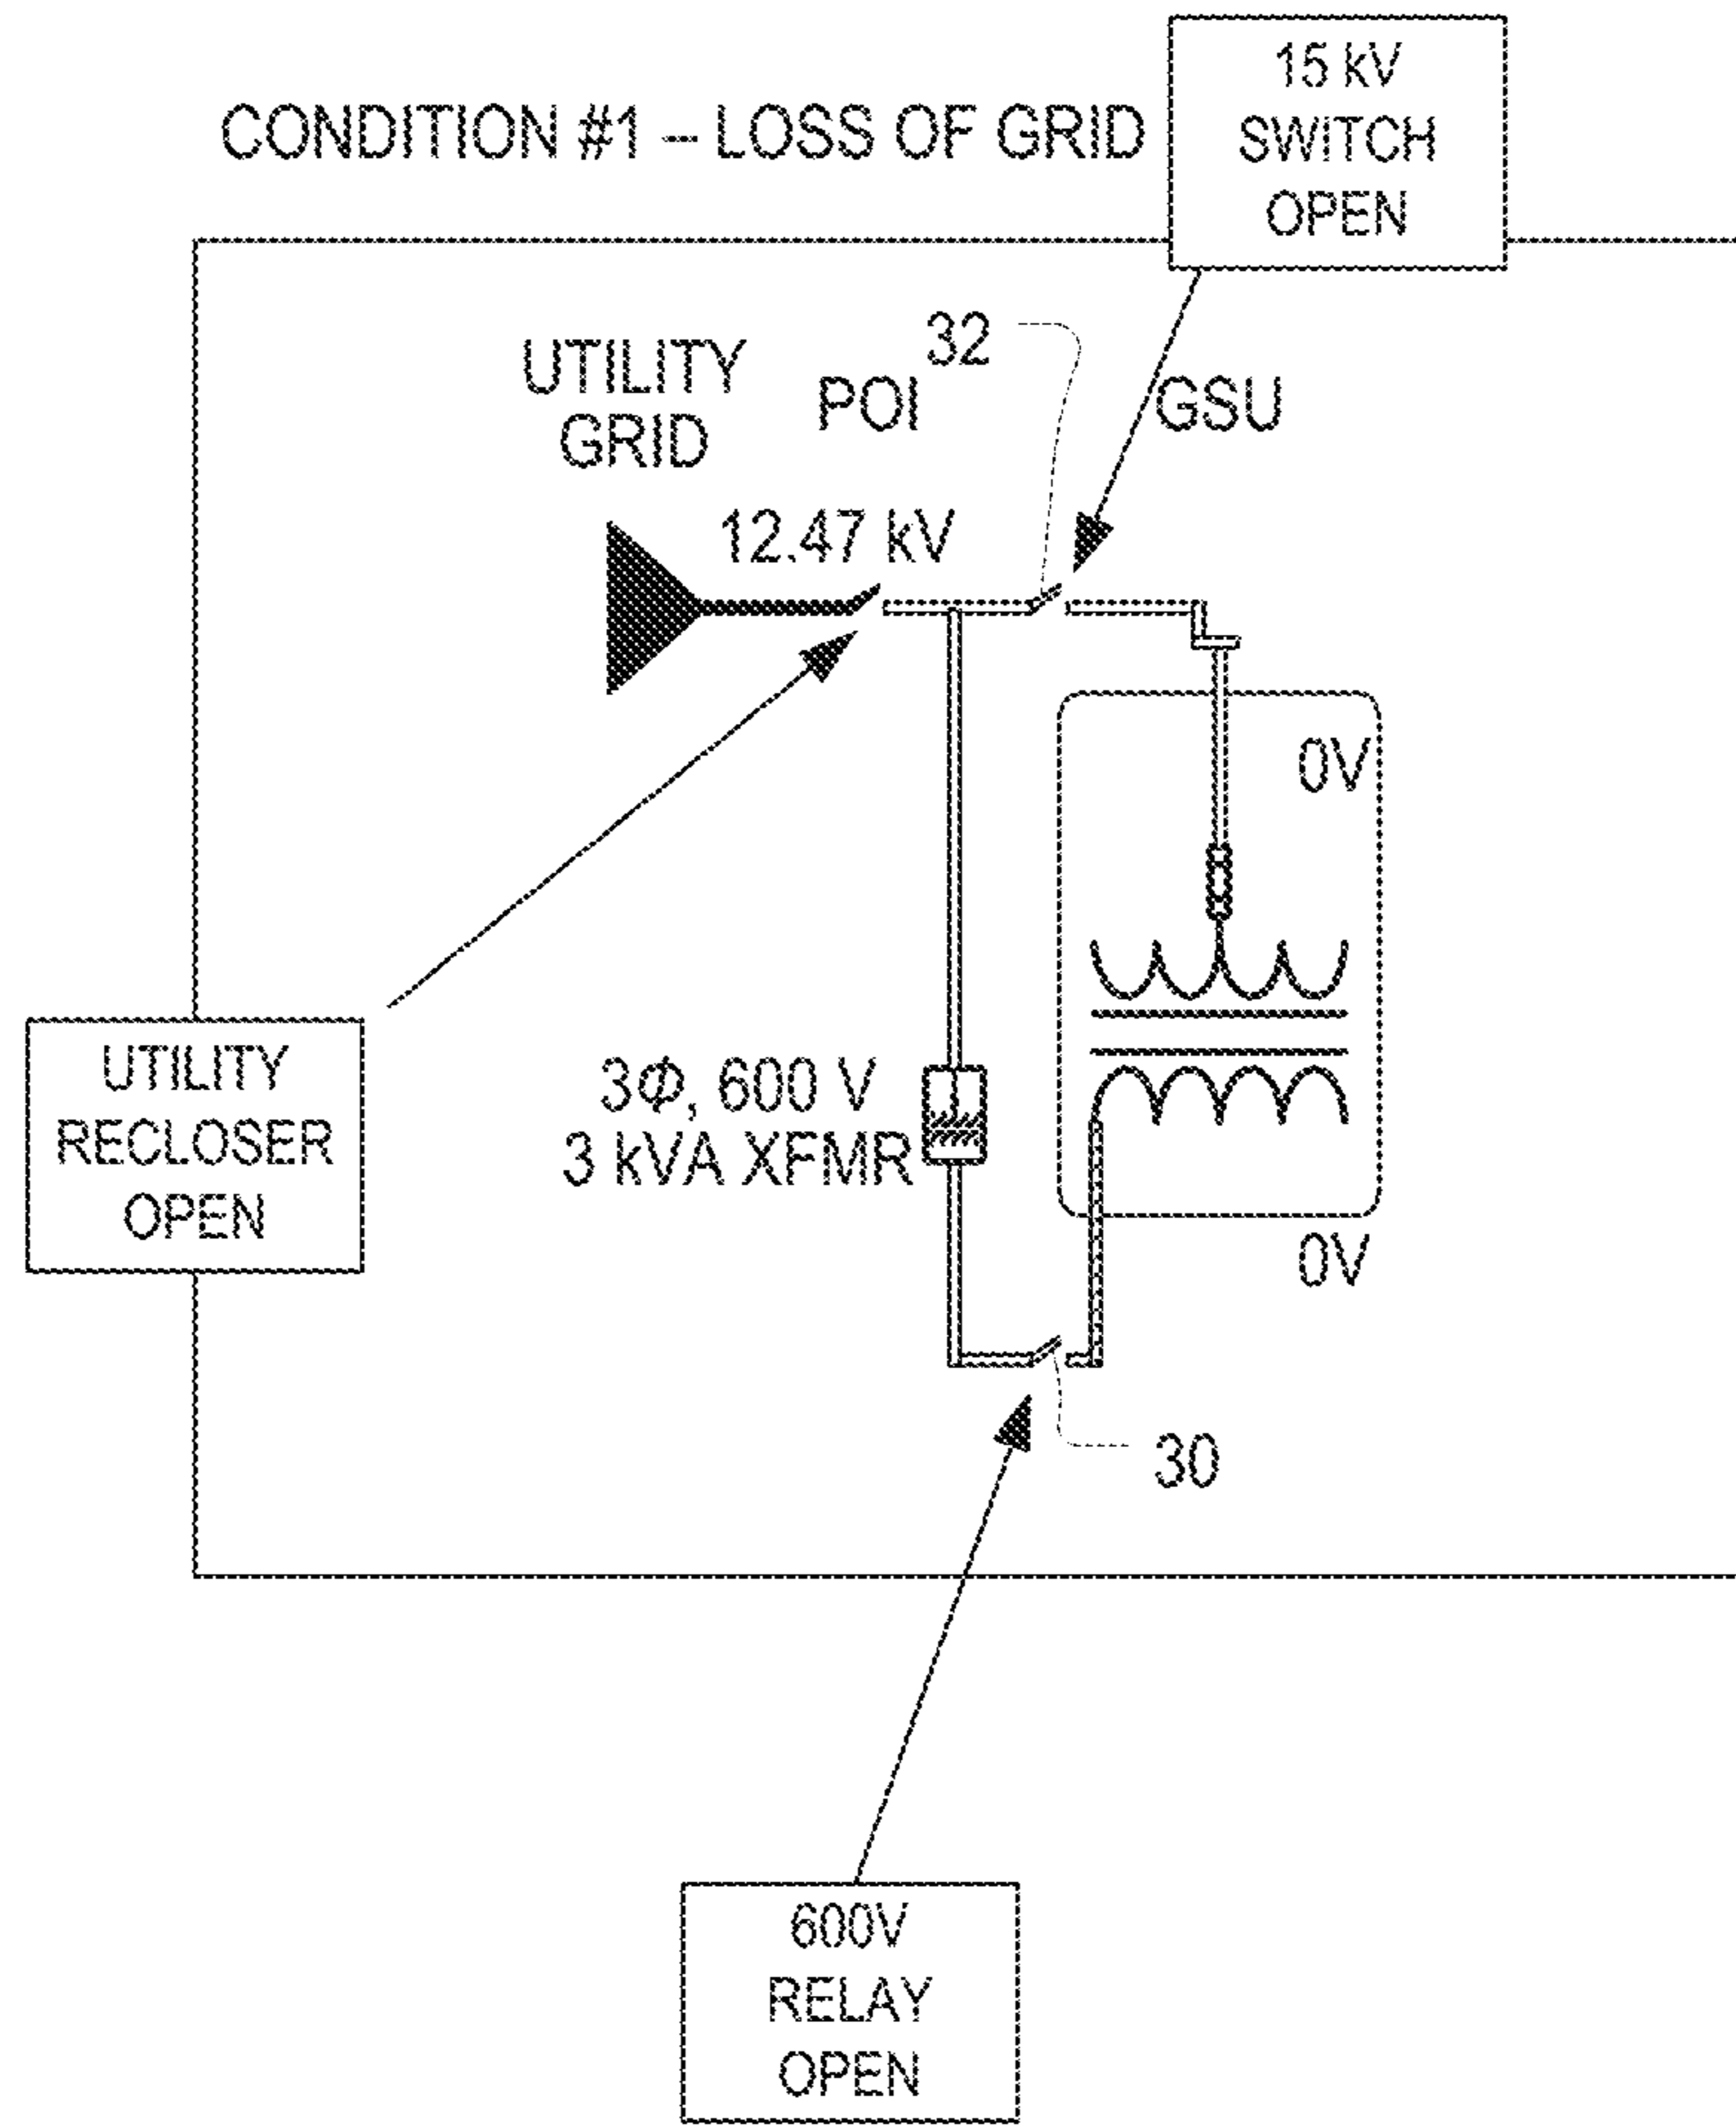 15 kV
SWITCH
OPEN
CONDITION #1 – LOSS OF GRID
32
UTILITY
GRID
POI
GSU
12.47 kV
0V
UTILITY
RECLOSER
OPEN
3Φ, 600 V
3 kVA XFMR
0V
30
600V
RELAY
OPEN